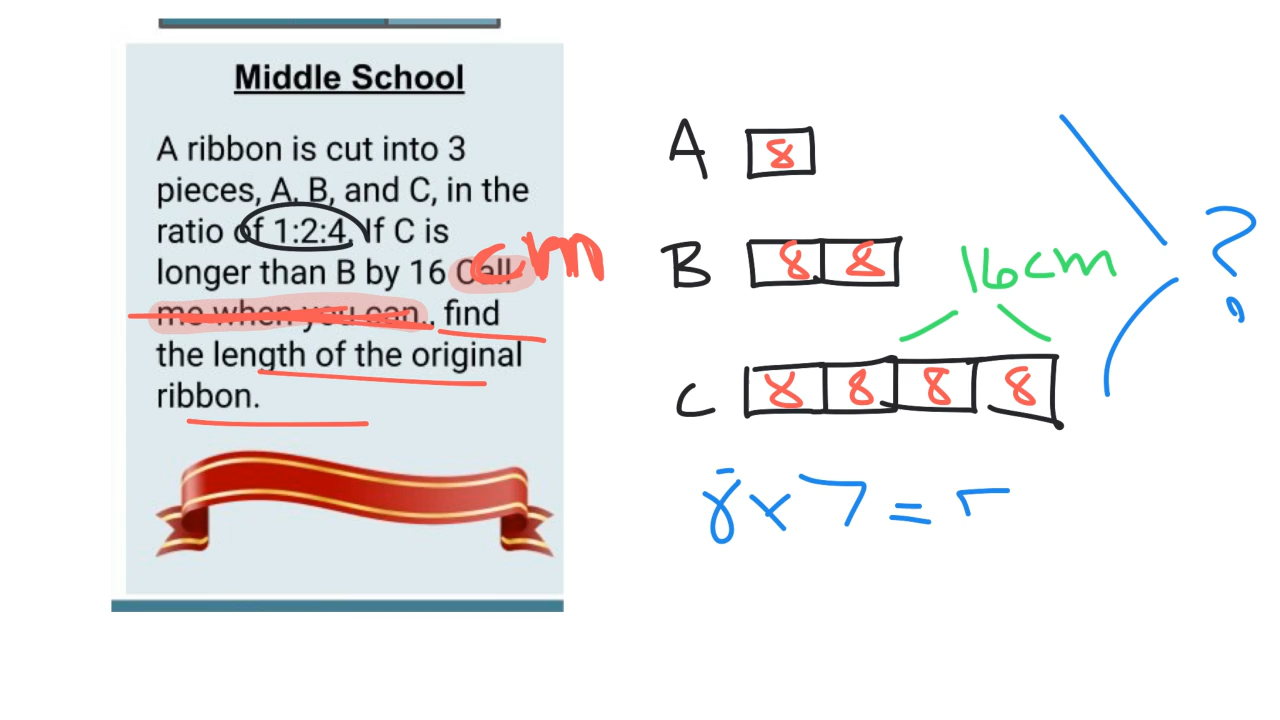 Middle School
A ribbon is cut into 3
pieces, A, B, and C, in the
ratio of 1:2:4. If C is
longer than B by 16 Call
cm
me when you can., find
the length of the original
ribbon.
A 8
B 8 8
16cm
C 8 8 8 8
?
8 x 7 =